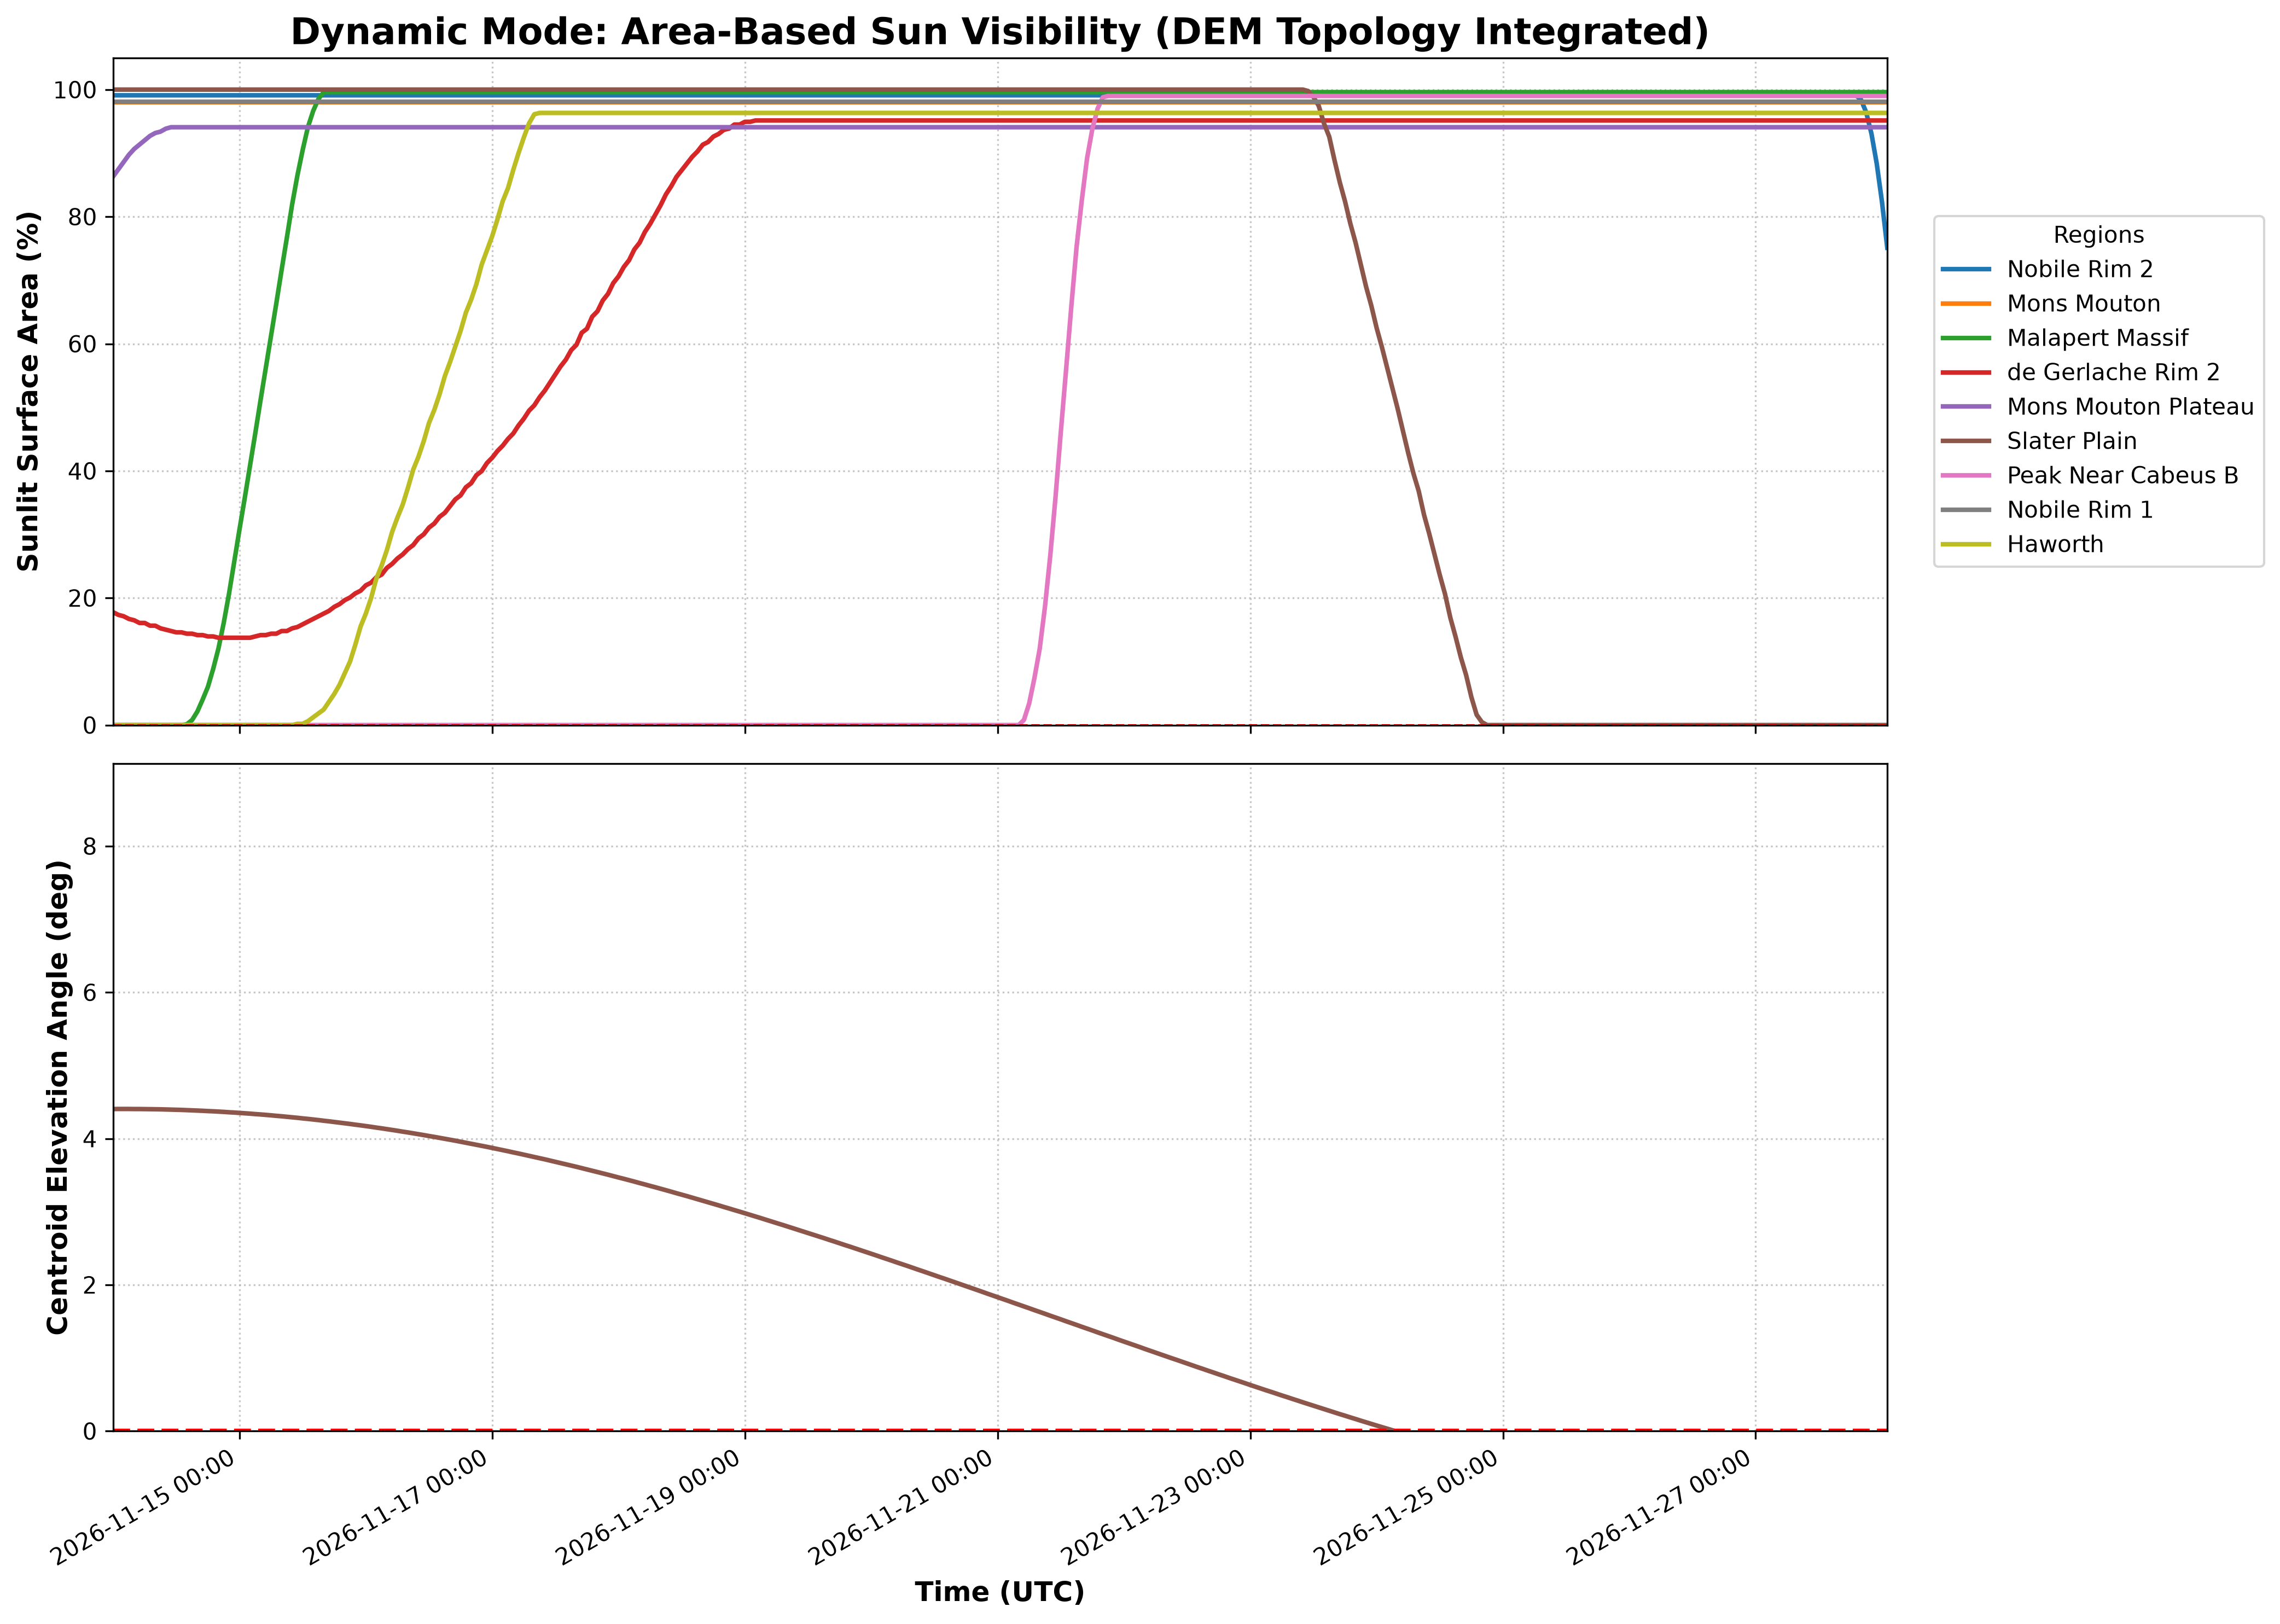 Dynamic Mode: Area-Based Sun Visibility (DEM Topology Integrated)
Sunlit Surface Area (%)
100
80
60
40
20
0
Regions
Nobile Rim 2
Mons Mouton
Malapert Massif
de Gerlache Rim 2
Mons Mouton Plateau
Slater Plain
Peak Near Cabeus B
Nobile Rim 1
Haworth
Centroid Elevation Angle (deg)
8
6
4
2
0
2026-11-15 00:00
2026-11-17 00:00
2026-11-19 00:00
2026-11-21 00:00
2026-11-23 00:00
2026-11-25 00:00
2026-11-27 00:00
Time (UTC)